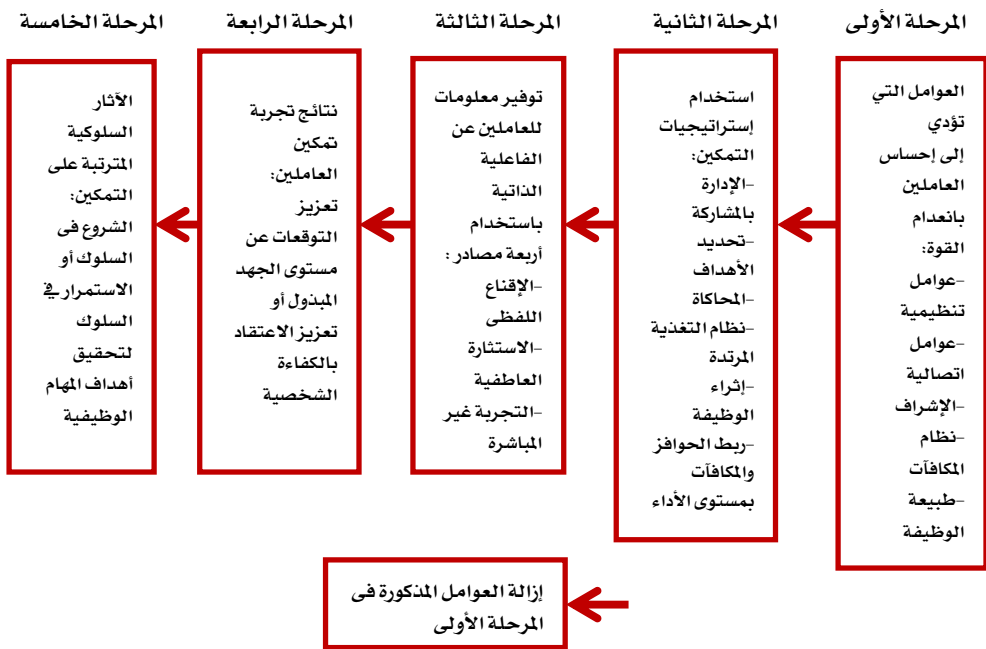 المرحلة الأولى
العوامل التي
تؤدي
إلى إحساس
العاملين
بانعدام
القوة:
-عوامل
تنظيمية
-عوامل
اتصالية
-الإشراف
-نظام
المكافآت
-طبيعة
الوظيفة
المرحلة الثانية
استخدام
إستراتيجيات
التمكين:
-الإدارة
بالمشاركة
-تحديد
الأهداف
-المحاكاة
-نظام التغذية
المرتدة
-إثراء
الوظيفة
-ربط الحوافز
والمكافآت
بمستوى الأداء
المرحلة الثالثة
توفير معلومات
للعاملين عن
الفاعلية
الذاتية
باستخدام
أربعة مصادر :
-الإقناع
اللفظى
-الاستثارة
العاطفية
-التجربة غير
المباشرة
المرحلة الرابعة
نتائج تجربة
تمكين
العاملين:
تعزيز
التوقعات عن
مستوى الجهد
المبذول أو
تعزيز الاعتقاد
بالكفاءة
الشخصية
المرحلة الخامسة
الآثار
السلوكية
المترتبة على
التمكين:
الشروع فى
السلوك أو
الاستمرار في
السلوك
لتحقيق
أهداف المهام
الوظيفية
إزالة العوامل المذكورة فى
المرحلة الأولى